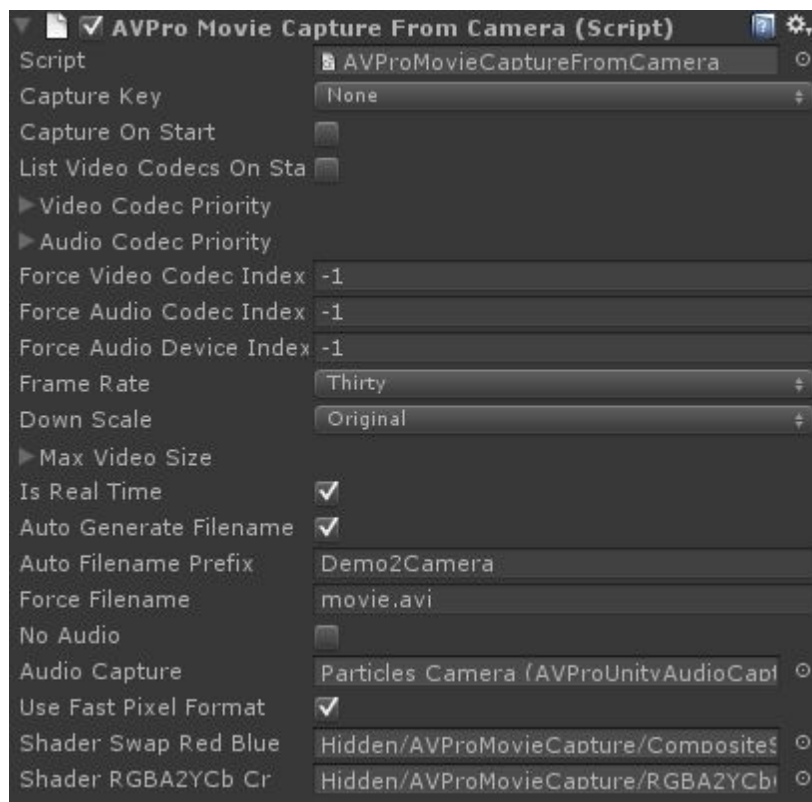 AVPro Movie Capture From Camera (Script)
Script AVProMovieCaptureFromCamera
Capture Key None
Capture On Start
List Video Codecs On Sta
Video Codec Priority
Audio Codec Priority
Force Video Codec Index -1
Force Audio Codec Index -1
Force Audio Device Index -1
Frame Rate Thirty
Down Scale Original
Max Video Size
Is Real Time
Auto Generate Filename
Auto Filename Prefix Demo2Camera
Force Filename movie.avi
No Audio
Audio Capture Particles Camera (AVProUnityAudioCapt
Use Fast Pixel Format
Shader Swap Red Blue Hidden/AVProMovieCapture/CompositeS
Shader RGBA2YCb Cr Hidden/AVProMovieCapture/RGBA2YCb